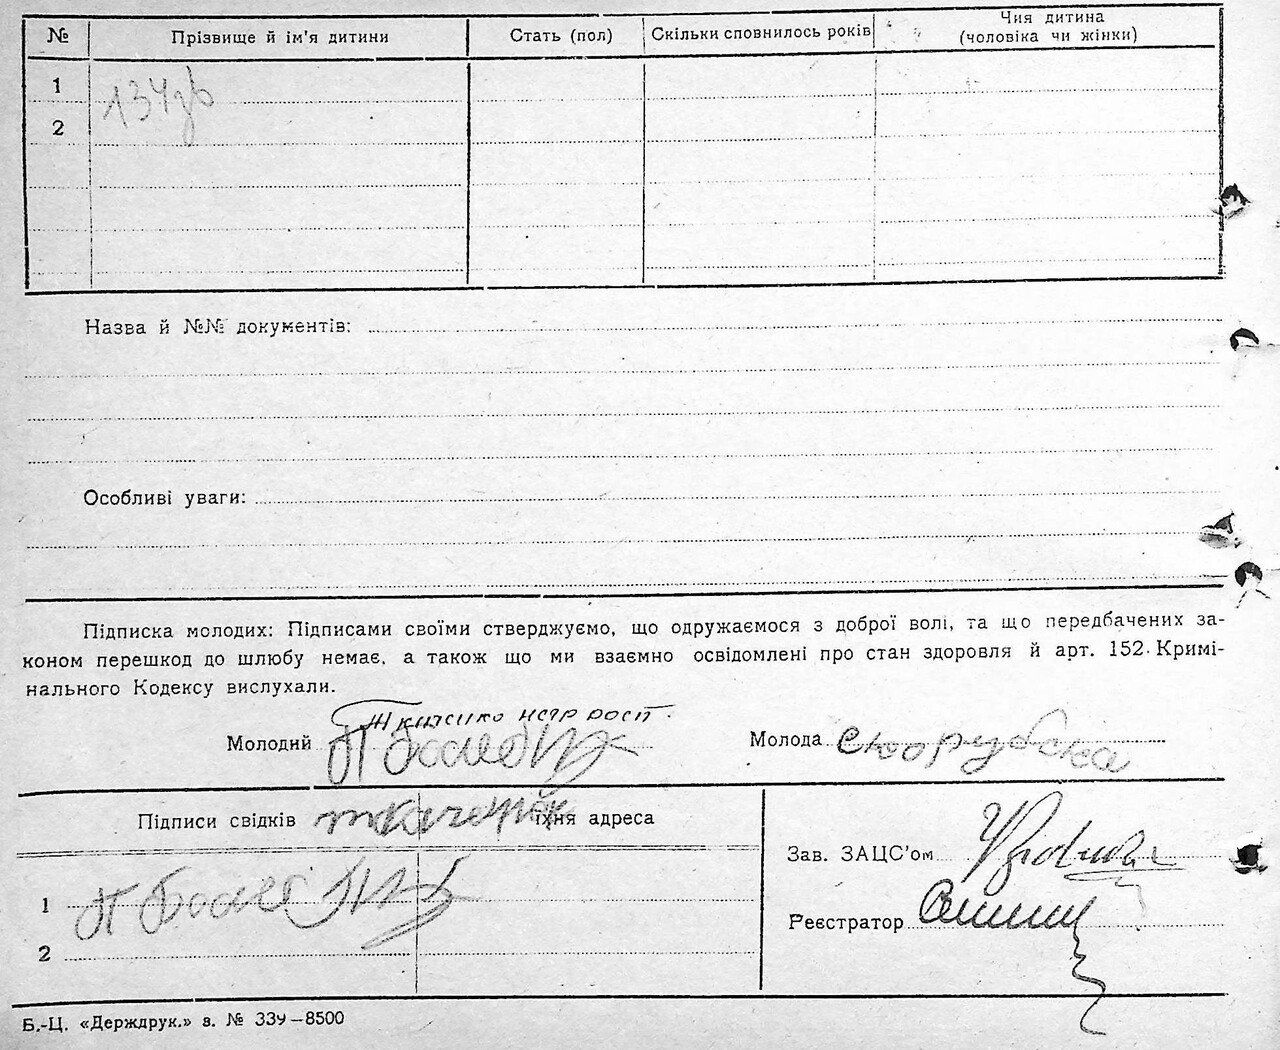 № Прізвище й ім'я дитини Стать (пол) Скільки сповнилось років Чия дитина (чоловіка чи жінки)
1
2
Назва й №№ документів:
Особливі уваги:
Підписка молодих: Підписами своїми стверджуємо, що одружаємося з доброї волі, та що передбачених за-
коном перешкод до шлюбу немає, а також що ми взаємно освідомлені про стан здоровля й арт. 152 Кримі-
нального Кодексу вислухали.
Молодий Молода
Підписи свідків їхня адреса
Зав. ЗАЦС'ом
1
Реєстратор
2
Б.-Ц. «Держдрук.» з. № 339—8500